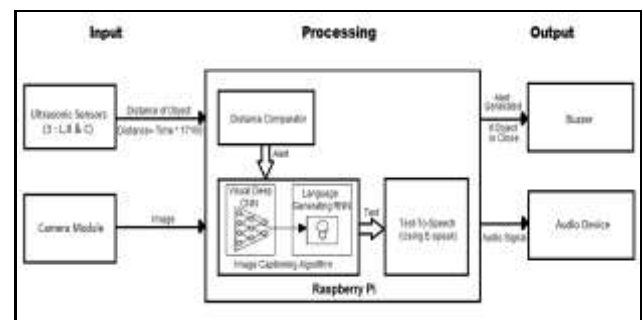 Input
Processing
Output
Ultrasonic Sensors
(3 : L,R & C)
Distance of Object
Distance= Time * 17150
Distance Comparator
Alert
Alert
Generated
If Object
is Close
Buzzer
Camera Module
Image
Visual Deep
CNN
Language
Generating RNN
Image Captioning Algorithm
Text
Text-To-Speech
(Using E-speak)
Audio Signal
Audio Device
Raspberry Pi